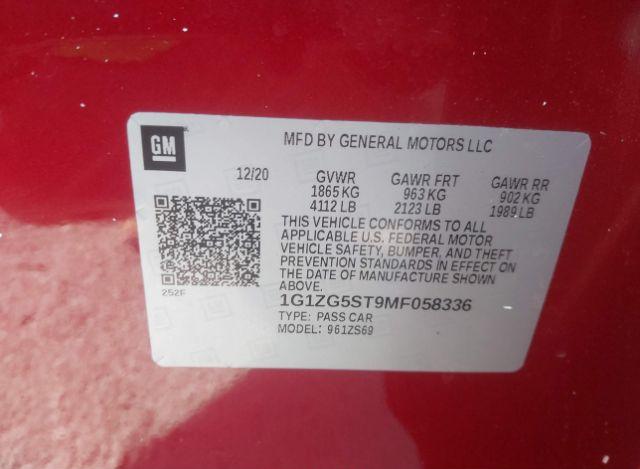 GM
MFD BY GENERAL MOTORS LLC
12/20
GVWR GAWR FRT GAWR RR
1865 KG 963 KG 902 KG
4112 LB 2123 LB 1989 LB
THIS VEHICLE CONFORMS TO ALL
APPLICABLE U.S. FEDERAL MOTOR
VEHICLE SAFETY, BUMPER, AND THEFT
PREVENTION STANDARDS IN EFFECT ON
THE DATE OF MANUFACTURE SHOWN
ABOVE.
252F
1G1ZG5ST9MF058336
TYPE: PASS CAR
MODEL: 961ZS69